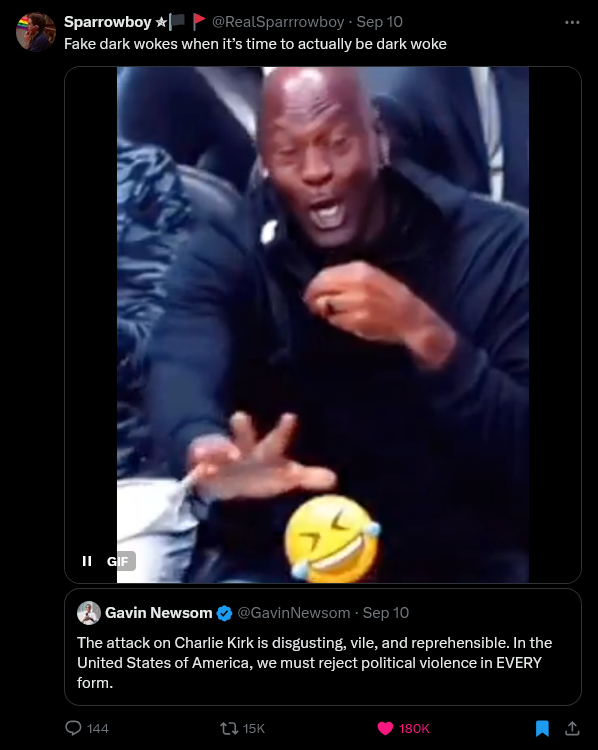 Sparrowboy ☭🏴🚩 @RealSparrrowboy · Sep 10
Fake dark wokes when it’s time to actually be dark woke
GIF
Gavin Newsom @GavinNewsom · Sep 10
The attack on Charlie Kirk is disgusting, vile, and reprehensible. In the
United States of America, we must reject political violence in EVERY
form.
144 15K 180K